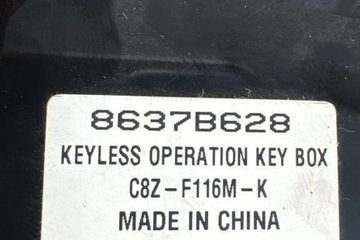 8637B628
KEYLESS OPERATION KEY BOX
C8Z-F116M-K
MADE IN CHINA